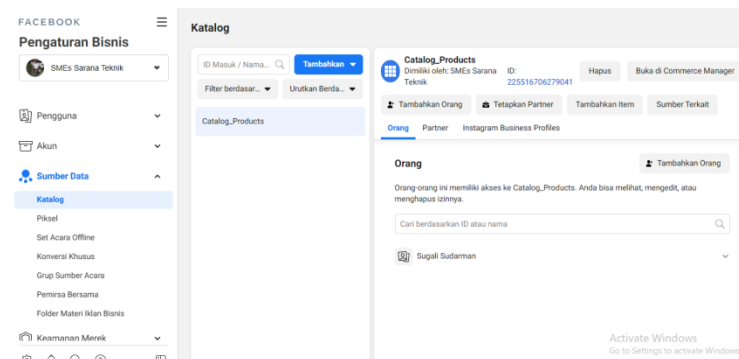 FACEBOOK
Pengaturan Bisnis
SMEs Sarana Teknik
Pengguna
Akun
Sumber Data
Katalog
Piksel
Set Acara Offline
Konversi Khusus
Grup Sumber Acara
Pemirsa Bersama
Folder Materi Iklan Bisnis
Keamanan Merek
Katalog
ID Masuk / Nama...
Tambahkan
Filter berdasar...
Urutkan Berda...
Catalog_Products
Catalog_Products
Dimiliki oleh: SMEs Sarana Teknik
ID: 225516706279041
Hapus
Buka di Commerce Manager
Tambahkan Orang
Tetapkan Partner
Tambahkan Item
Sumber Terkait
Orang
Partner
Instagram Business Profiles
Orang
Tambahkan Orang
Orang-orang ini memiliki akses ke Catalog_Products. Anda bisa melihat, mengedit, atau
menghapus izinnya.
Cari berdasarkan ID atau nama
Sugali Sudarman
Activate Windows
Go to Settings to activate Windows